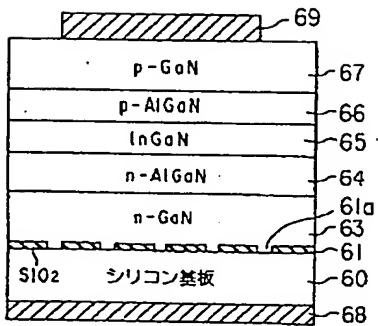 69
p-GaN
67
p-AlGaN
66
InGaN
65
n-AlGaN
64
61a
n-GaN
63
61
SiO2
シリコン基板
60
68